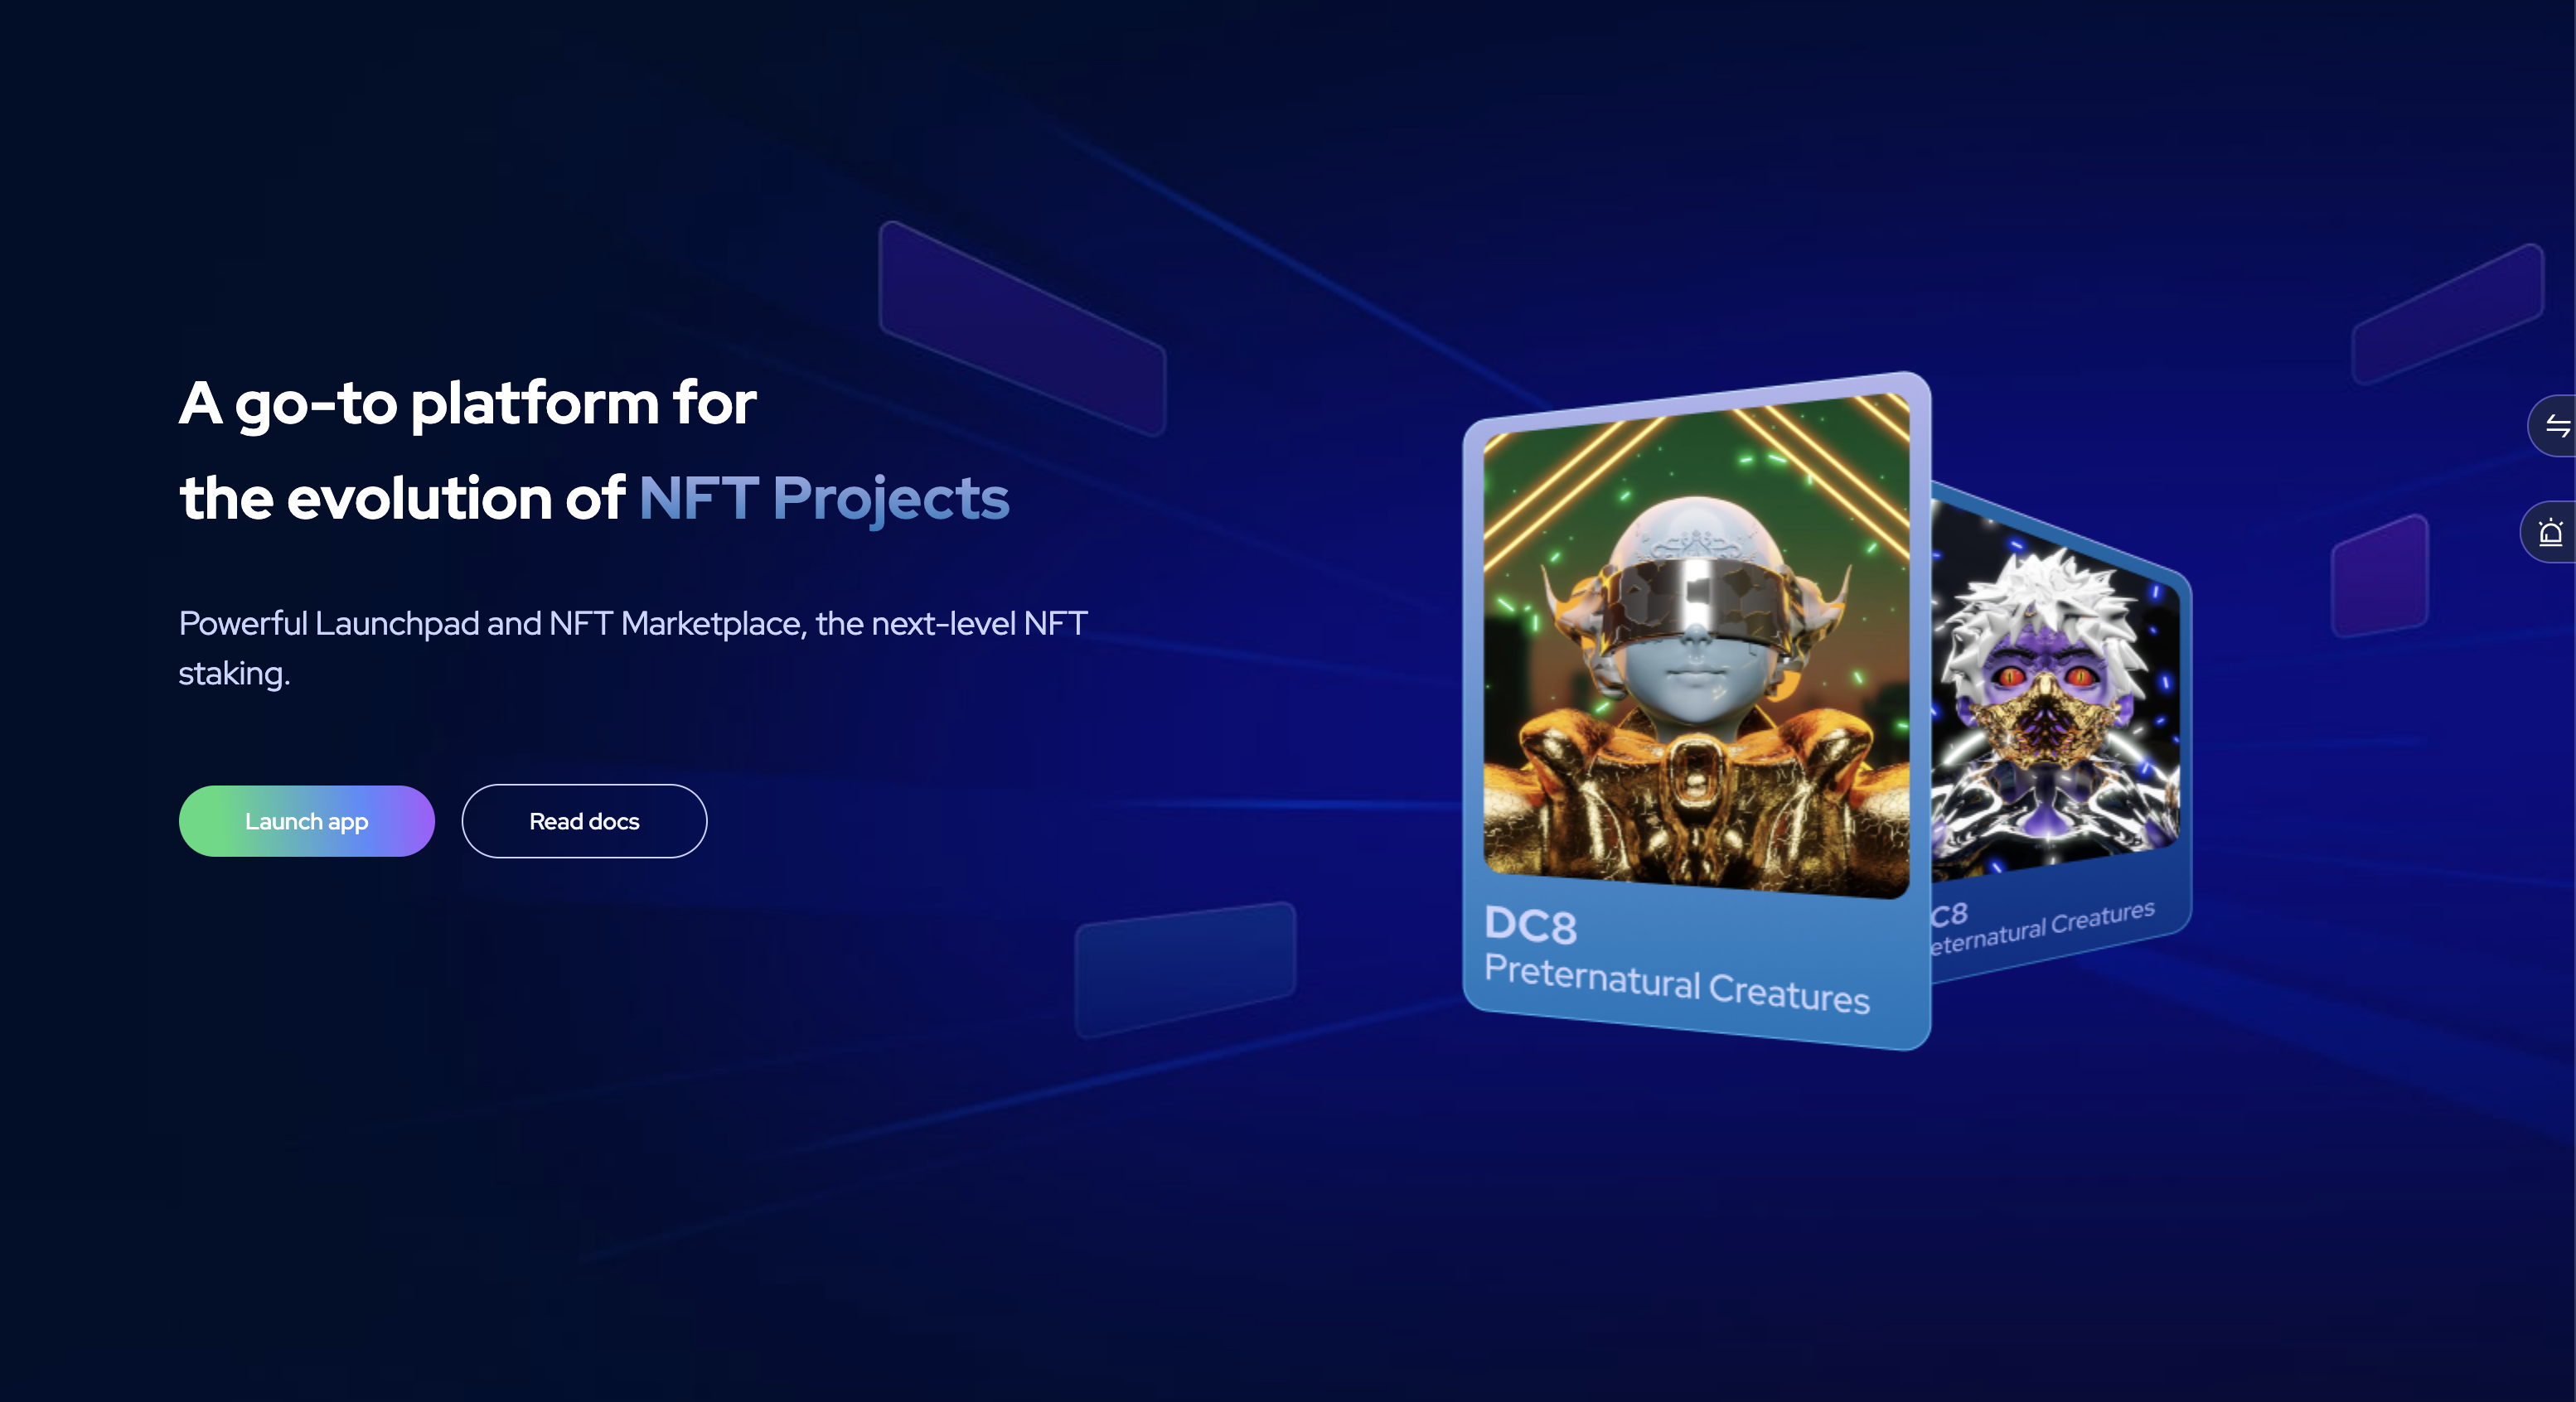 A go-to platform for
the evolution of NFT Projects
Powerful Launchpad and NFT Marketplace, the next-level NFT
staking.
Launch app
Read docs
DC8
Preternatural Creatures
C8
eternatural Creatures